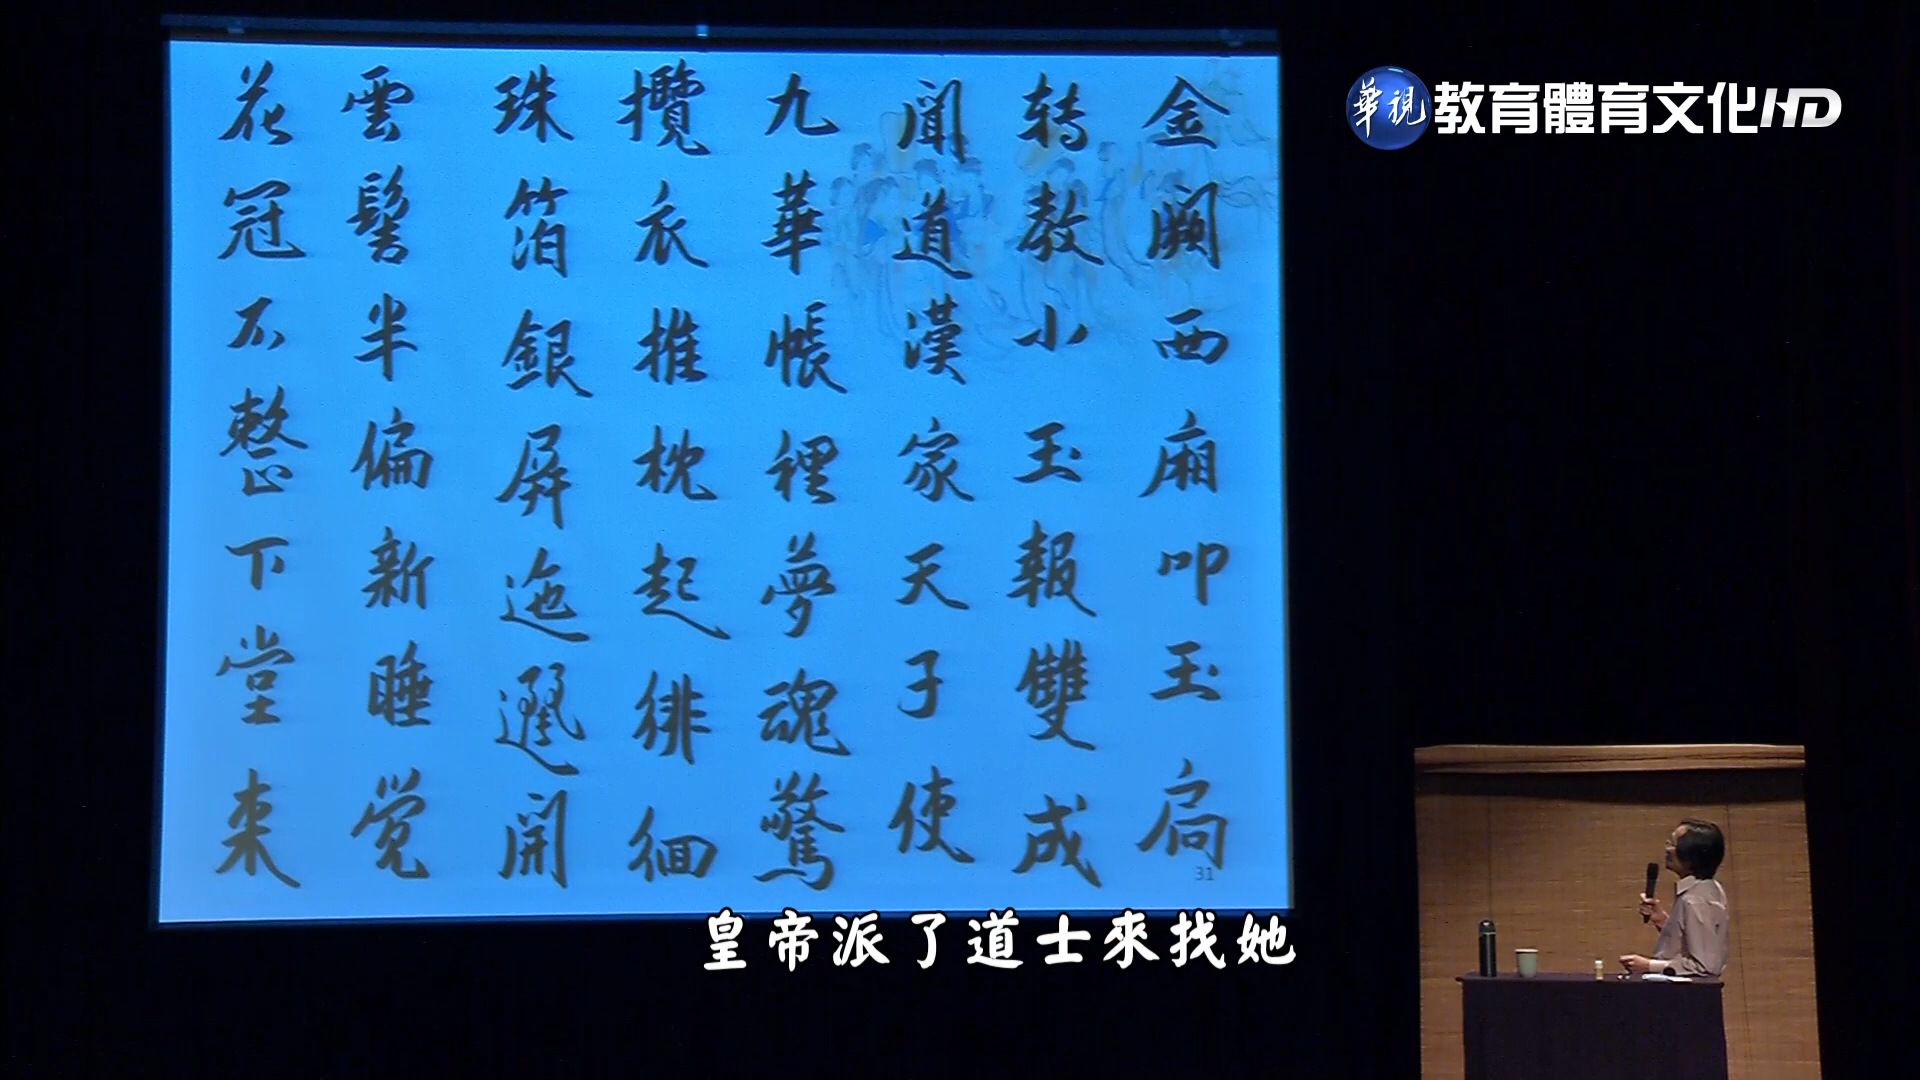 金闕西廂叩玉扃
转教小玉報雙成
聞道漢家天子使
九華帳裡夢魂驚
攬衣推枕起徘徊
珠箔銀屏迤邐開
雲髻半偏新睡覺
花冠不整下堂來
31
華視 教育體育文化HD
皇帝派了道士來找她